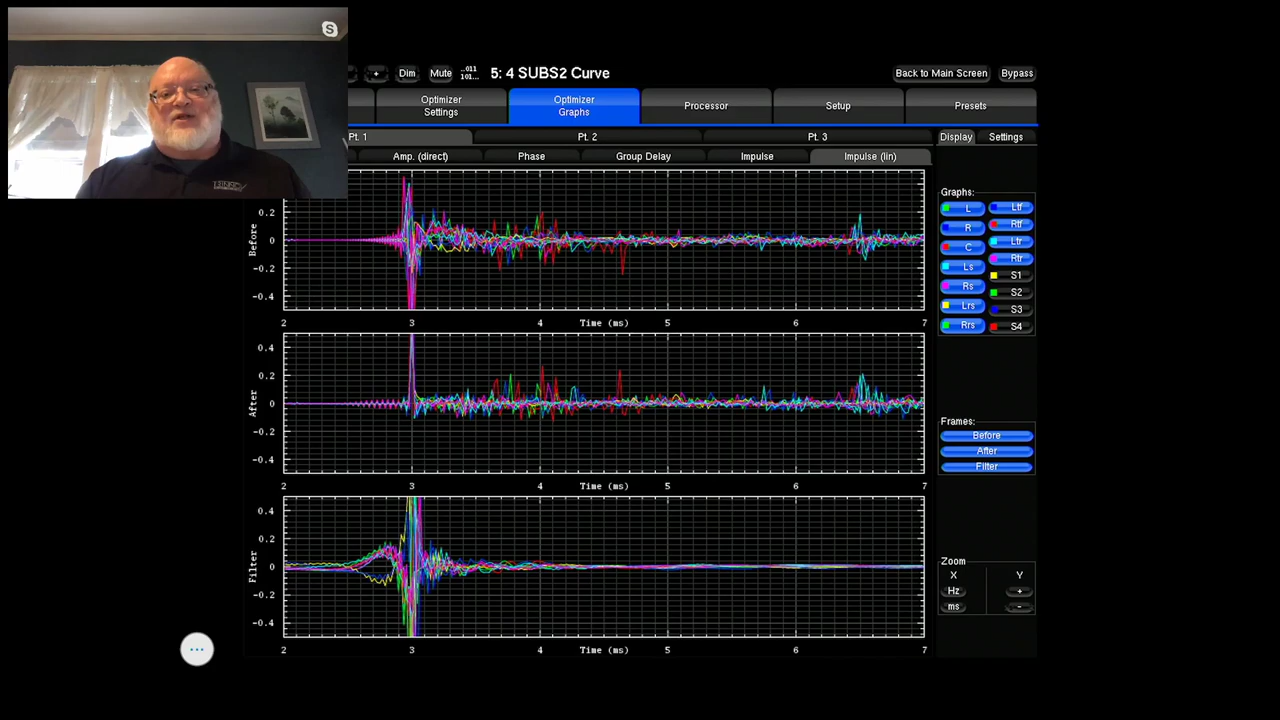 + Dim Mute ..011 101... 5: 4 SUBS2 Curve Back to Main Screen Bypass
Optimizer Settings
Optimizer Graphs
Processor
Setup
Presets
Pt. 1 Pt. 2 Pt. 3 Display Settings
Amp. (direct) Phase Group Delay Impulse Impulse (lin)
Before
0.2
0
-0.2
-0.4
2 3 4 Time (ms) 5 6 7
After
0.4
0.2
0
-0.2
-0.4
2 3 4 Time (ms) 5 6 7
Filter
0.4
0.2
0
-0.2
-0.4
2 3 4 Time (ms) 5 6 7
Graphs:
L Ltf
R Rtf
C Ltr
Ls Rtr
Rs S1
Lrs S2
Rrs S3
S4
Frames:
Before
After
Filter
Zoom
X Y
Hz +
ms -